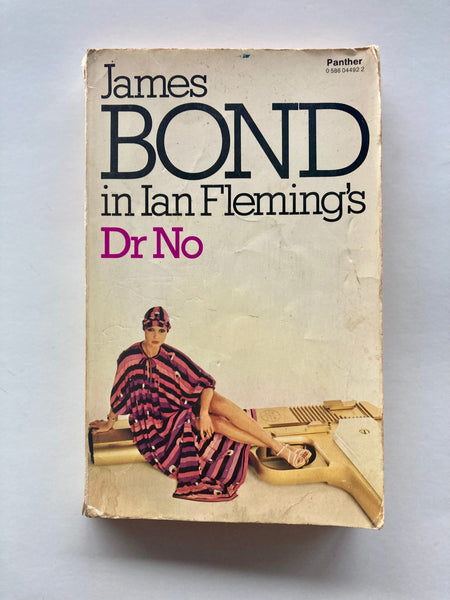 Panther
0 586 04492 2
James
BOND
in Ian Fleming's
Dr No